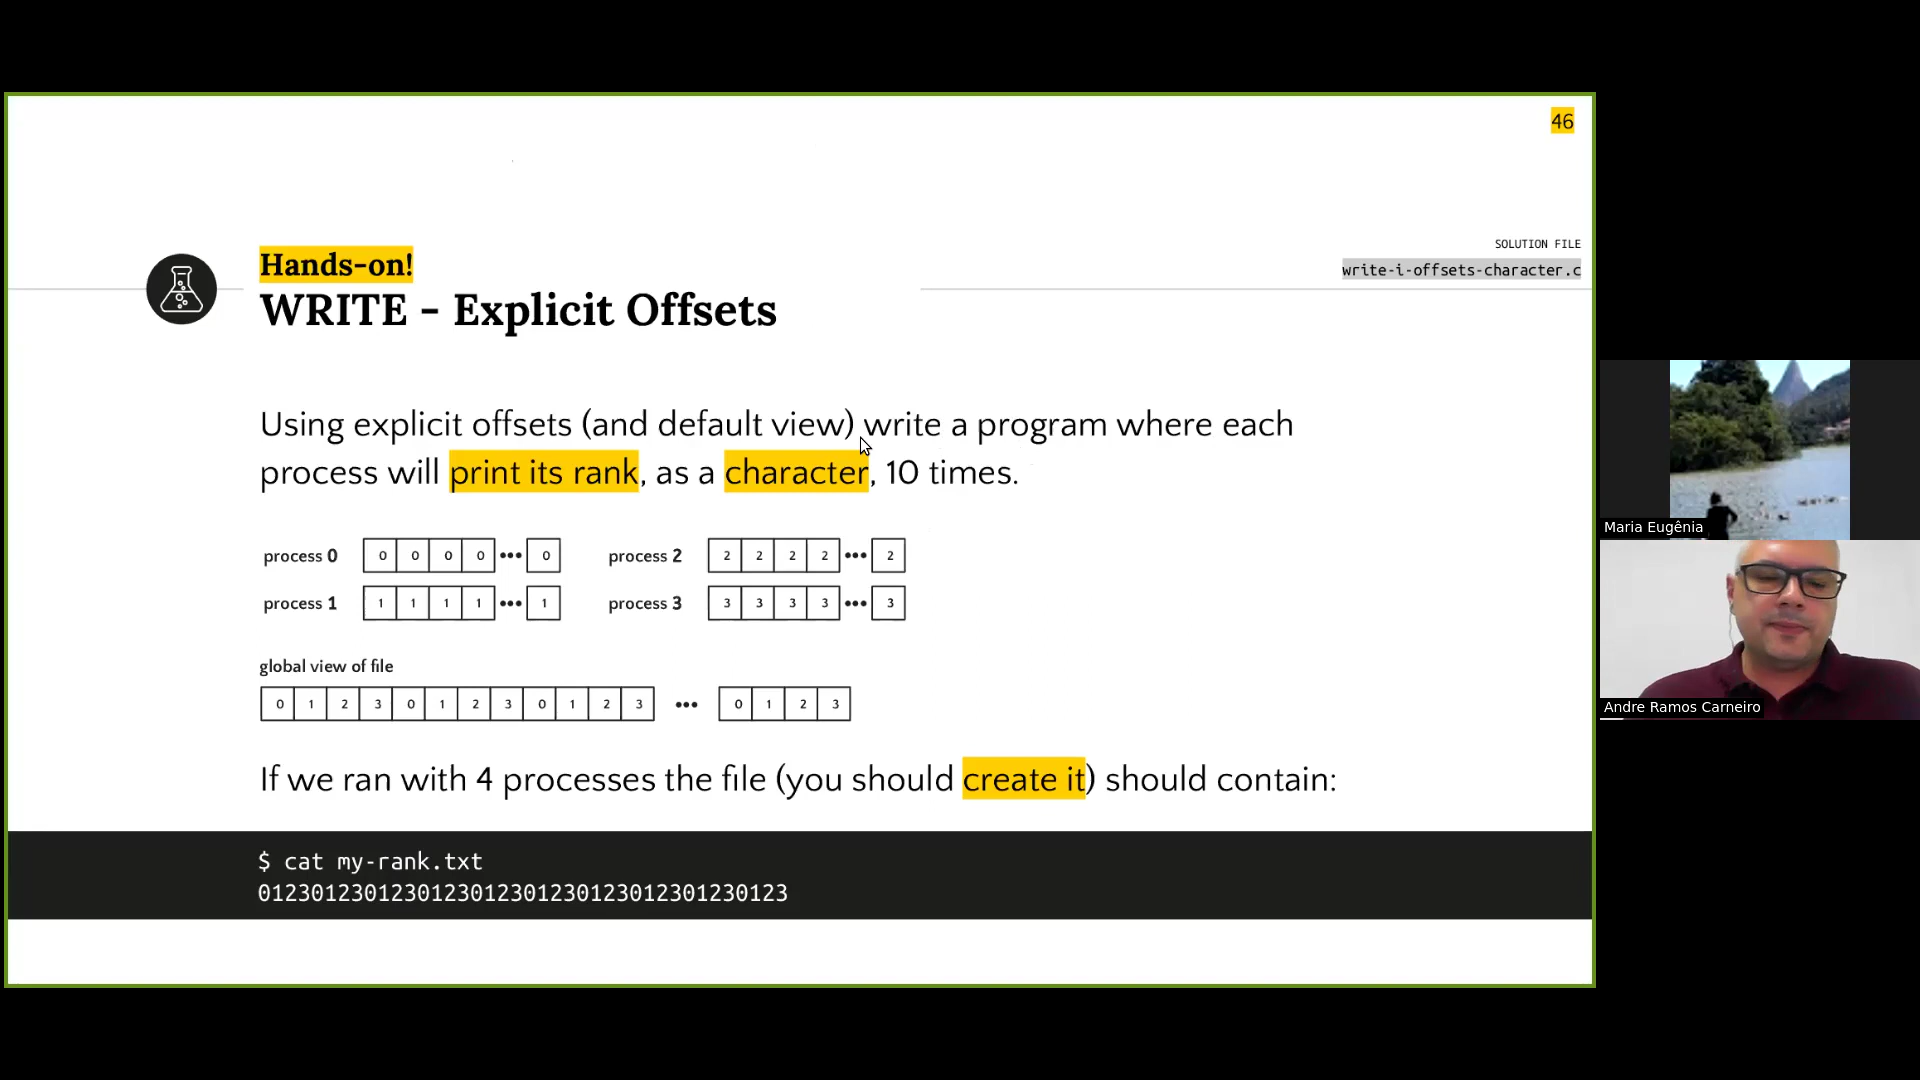 46
SOLUTION FILE
write-i-offsets-character.c
Hands-on!
WRITE - Explicit Offsets
Using explicit offsets (and default view) write a program where each
process will print its rank, as a character, 10 times.
process 0 0 0 0 0 ••• 0 process 2 2 2 2 2 ••• 2
process 1 1 1 1 1 ••• 1 process 3 3 3 3 3 ••• 3
global view of file
0 1 2 3 0 1 2 3 0 1 2 3 ••• 0 1 2 3
If we ran with 4 processes the file (you should create it) should contain:
$ cat my-rank.txt
0123012301230123012301230123012301230123
Maria Eugênia
Andre Ramos Carneiro